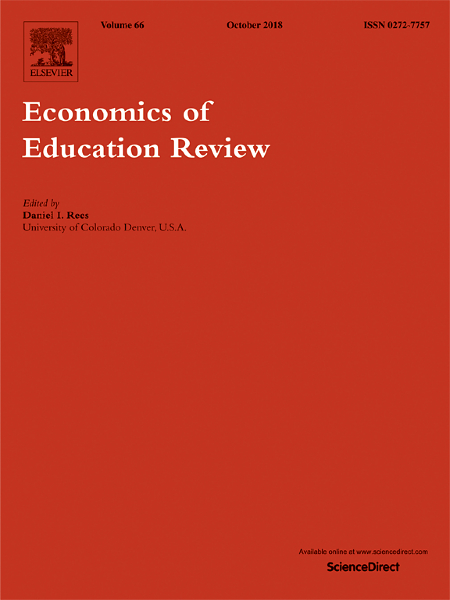 Volume 66 October 2018 ISSN 0272-7757
ELSEVIER
Economics of
Education Review
Edited by
Daniel I. Rees
University of Colorado Denver, U.S.A.
Available online at www.sciencedirect.com
ScienceDirect